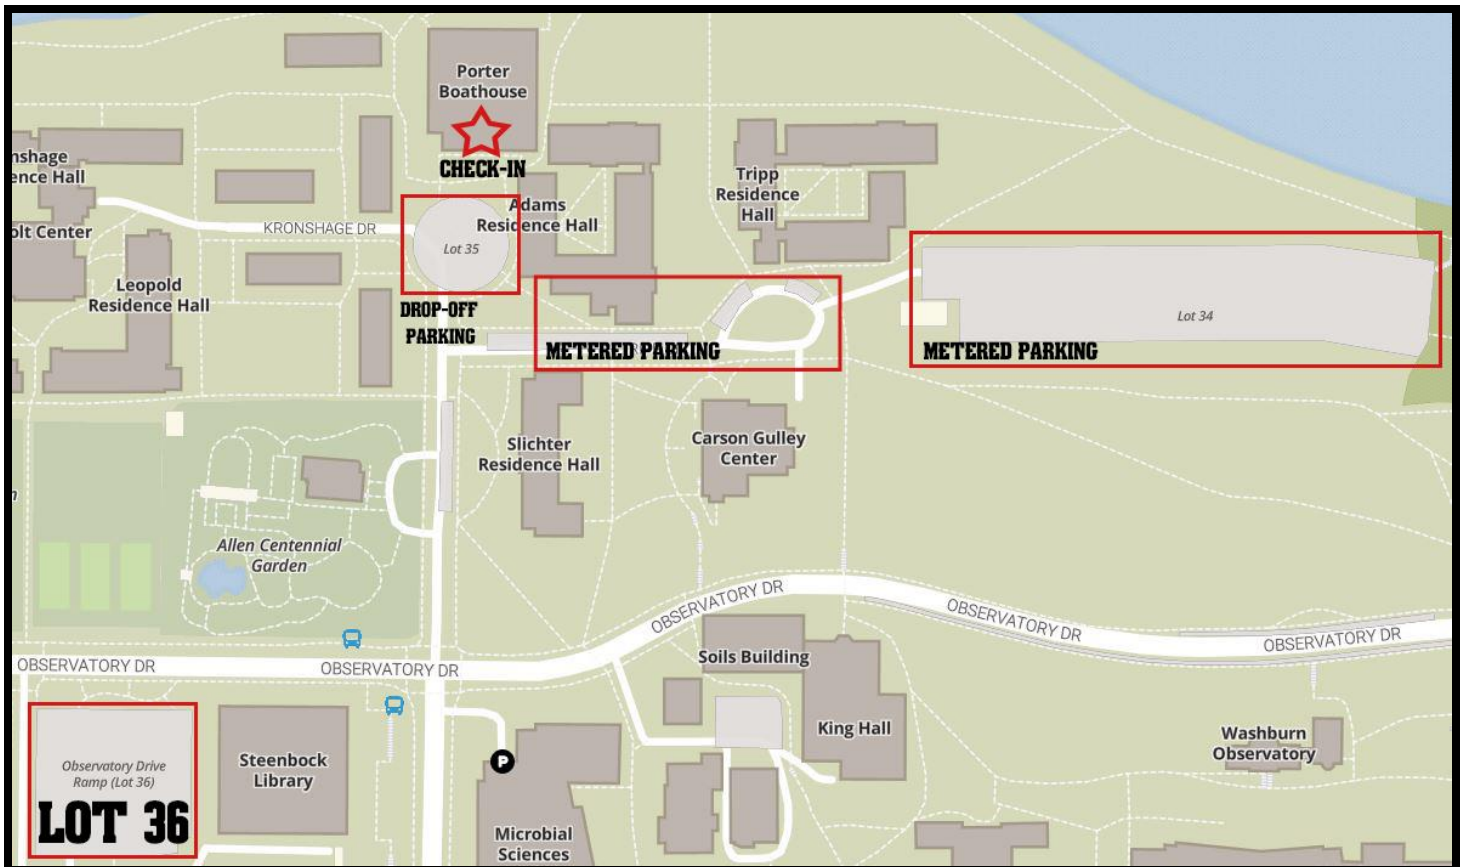 Porter
Boathouse
CHECK-IN
nshage
ence Hall
olt Center
KRONSHAGE DR
Lot 35
Adams
Residence Hall
Tripp
Residence
Hall
Leopold
Residence Hall
DROP-OFF
PARKING
METERED PARKING
Lot 34
METERED PARKING
Slichter
Residence Hall
Carson Gulley
Center
Allen Centennial
Garden
OBSERVATORY DR
OBSERVATORY DR
OBSERVATORY DR
OBSERVATORY DR
OBSERVATORY DR
Soils Building
King Hall
Washburn
Observatory
Observatory Drive
Ramp (Lot 36)
LOT 36
Steenbock
Library
P
Microbial
Sciences